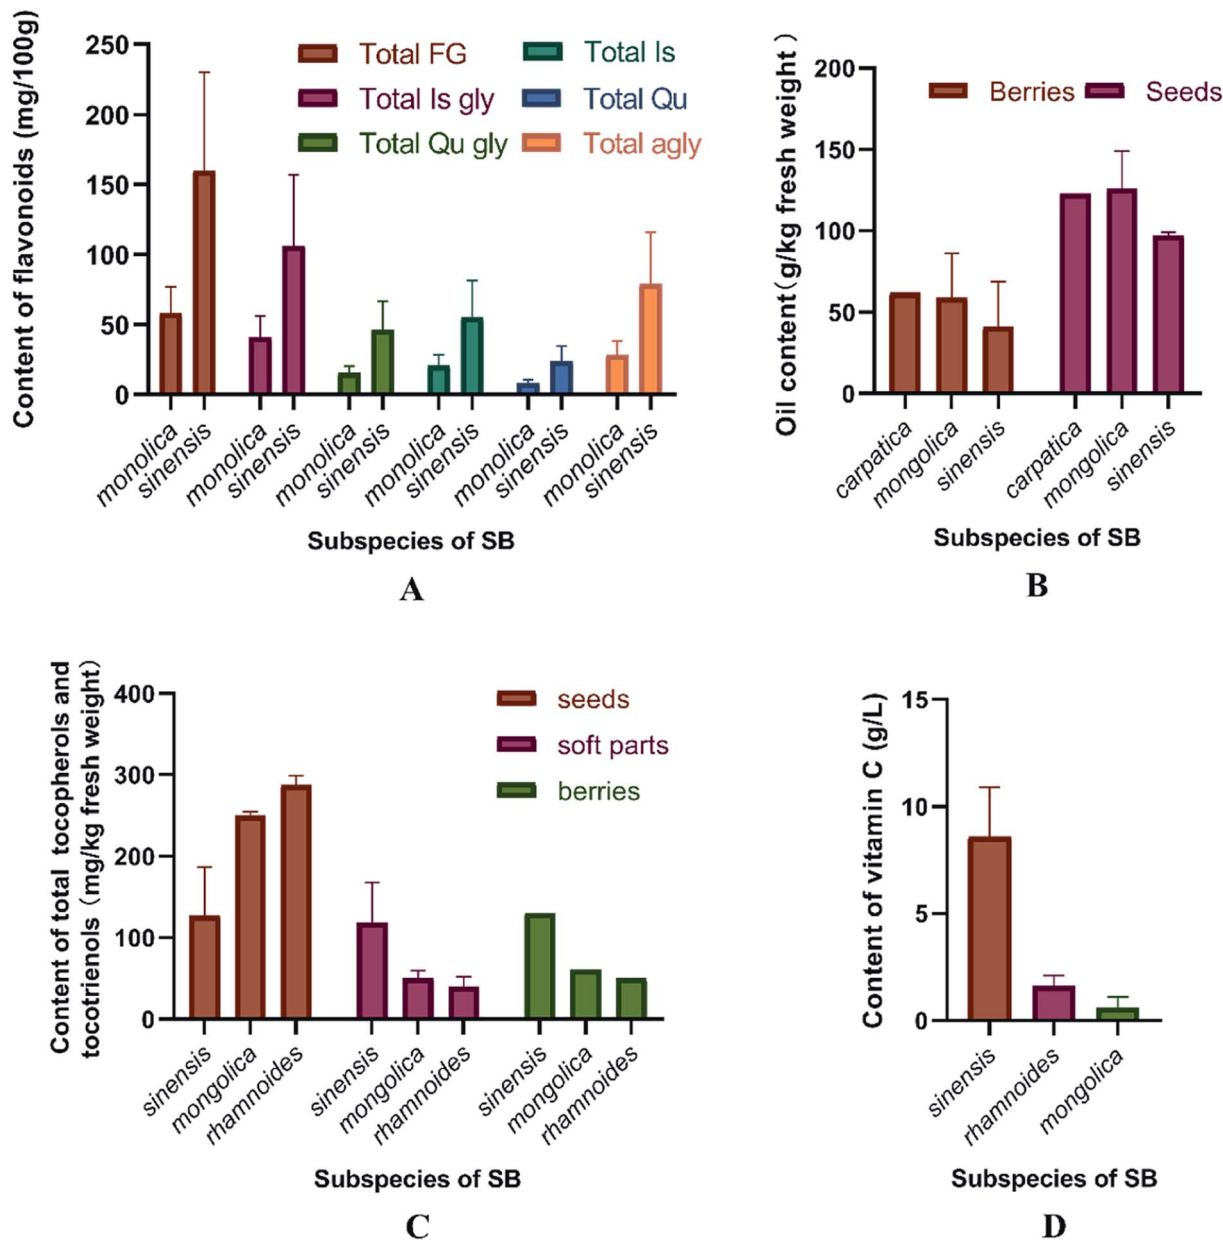 Content of flavonoids (mg/100g)
250
200
150
100
50
0
Total FG
Total Is
Total Is gly
Total Qu
Total Qu gly
Total agly
monolica
sinensis
monolica
sinensis
monolica
sinensis
monolica
sinensis
monolica
sinensis
monolica
sinensis
Subspecies of SB
A
Oil content(g/kg fresh weight )
200
150
100
50
0
Berries
Seeds
carpatica
mongolica
sinensis
carpatica
mongolica
sinensis
Subspecies of SB
B
Content of total tocopherols and
tocotrienols (mg/kg fresh weight)
400
300
200
100
0
seeds
soft parts
berries
sinensis
mongolica
rhamnoides
sinensis
mongolica
rhamnoides
sinensis
mongolica
rhamnoides
Subspecies of SB
C
Content of vitamin C (g/L)
15
10
5
0
sinensis
rhamnoides
mongolica
Subspecies of SB
D